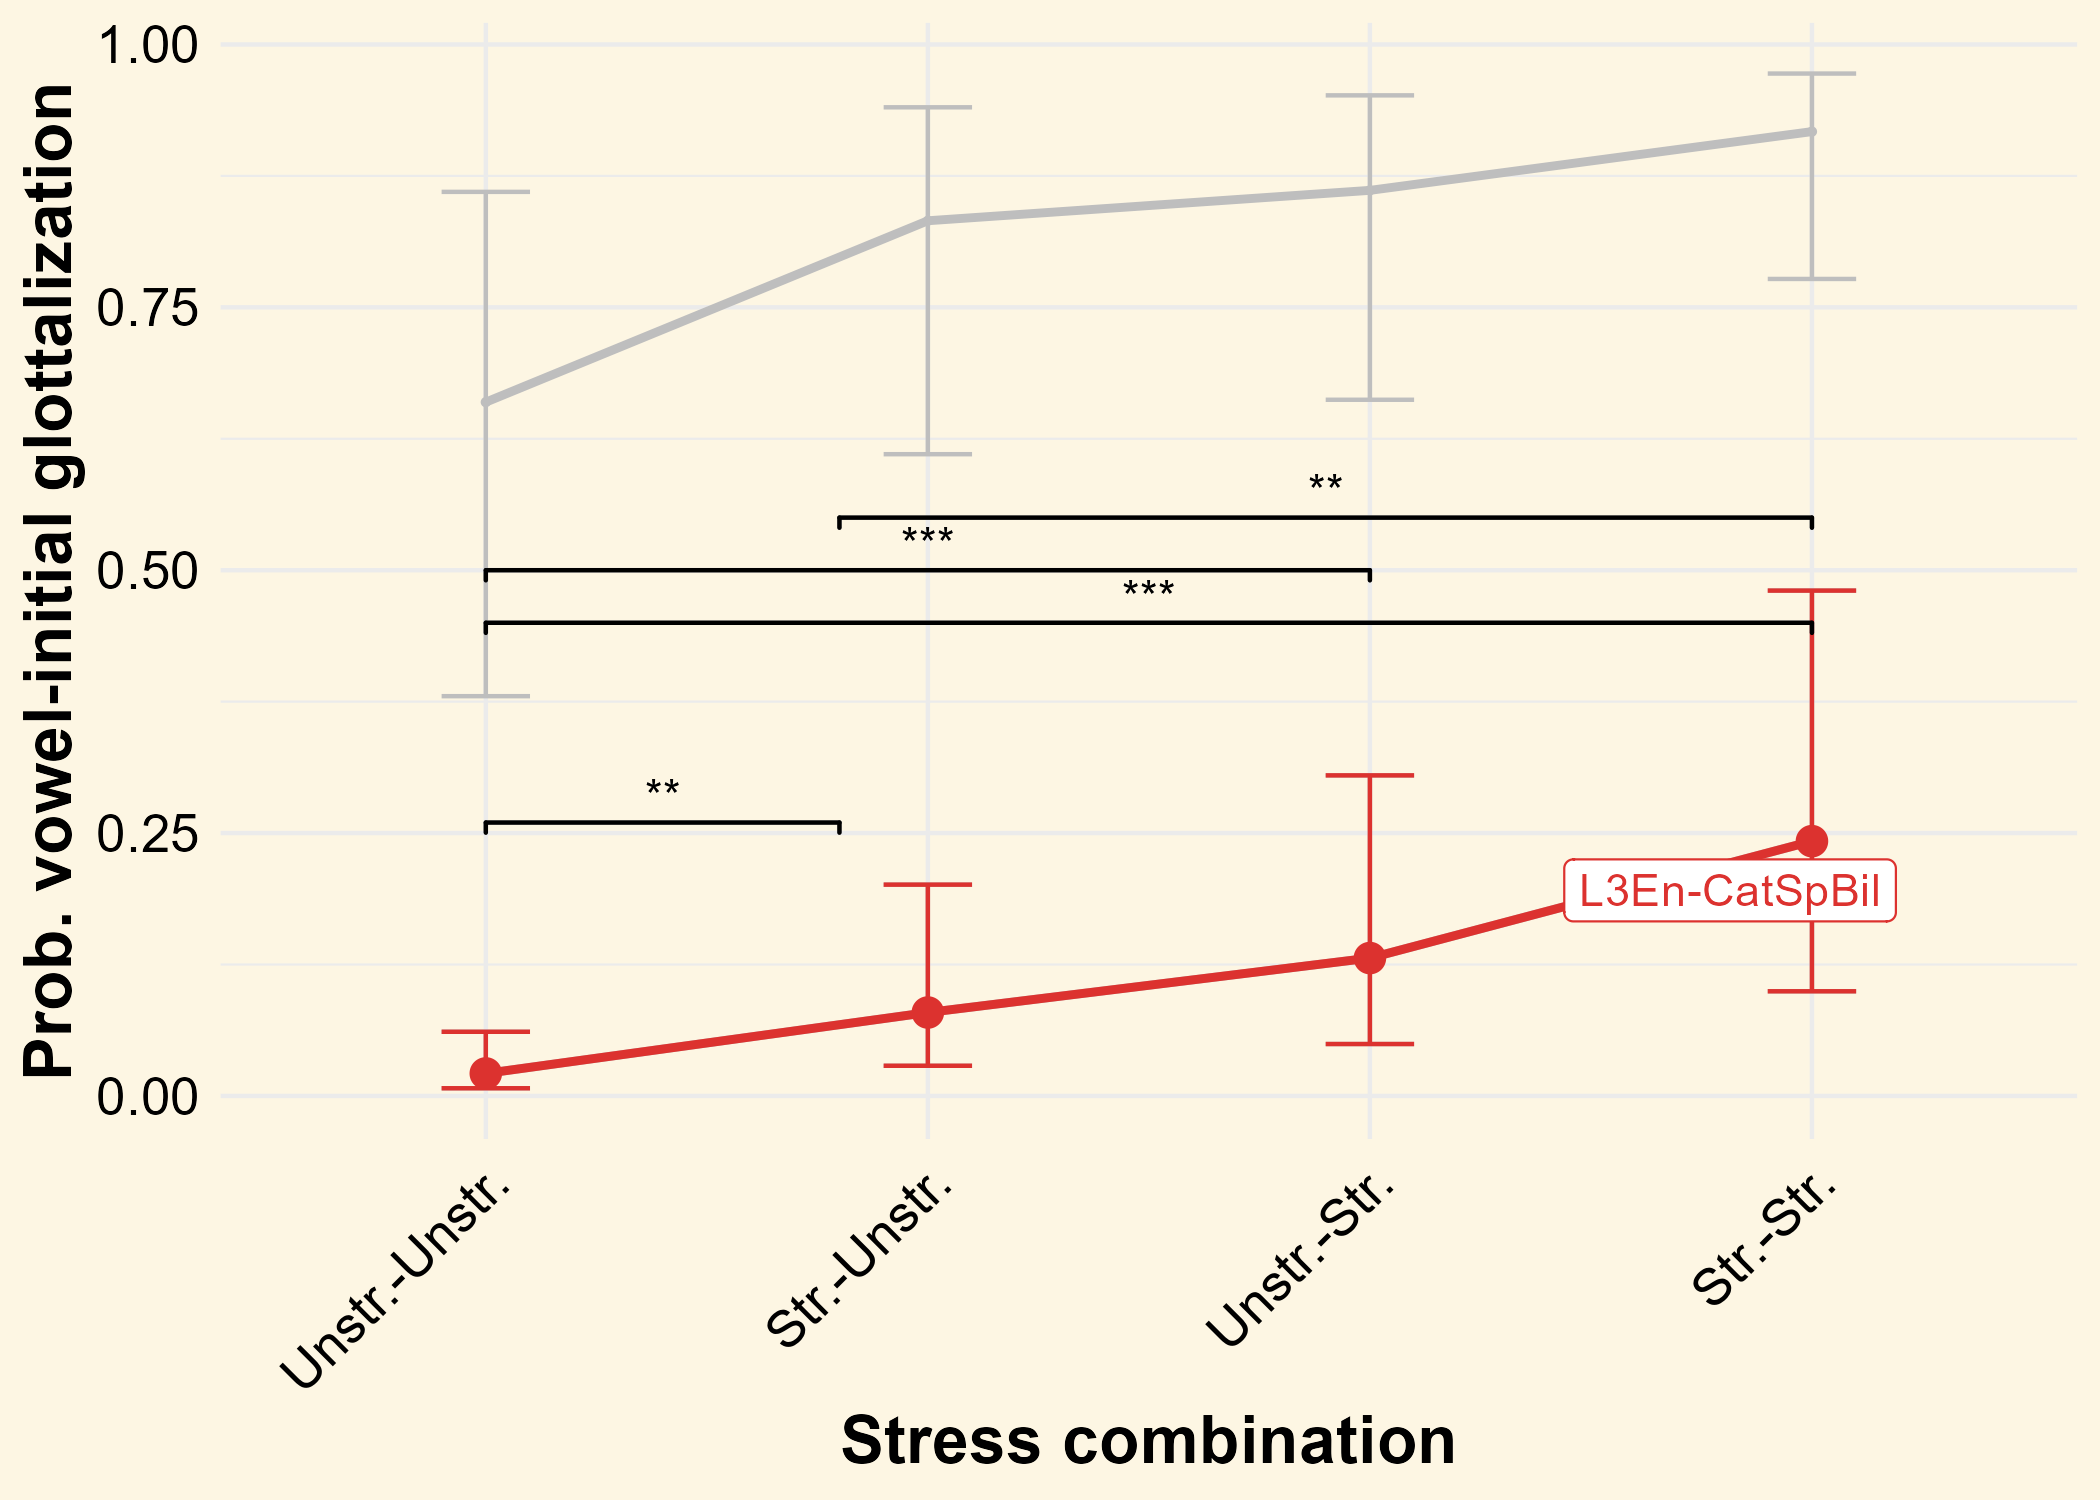 Prob. vowel-initial glottalization
1.00
0.75
0.50
0.25
0.00
**
***
***
**
L3En-CatSpBil
Unstr.-Unstr.
Str.-Unstr.
Unstr.-Str.
Str.-Str.
Stress combination